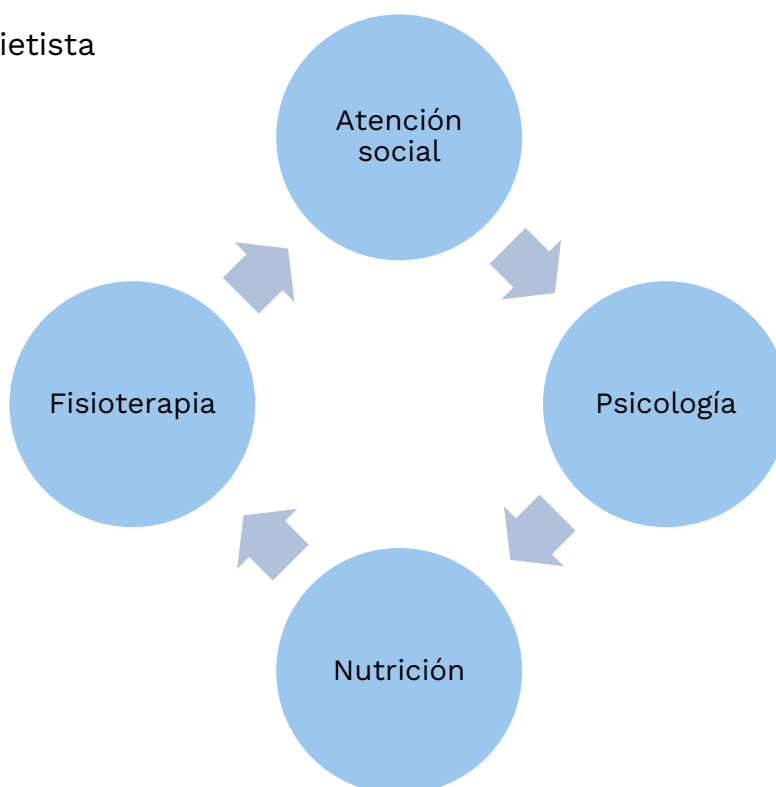 ietista
Atención
social
Fisioterapia
Psicología
Nutrición